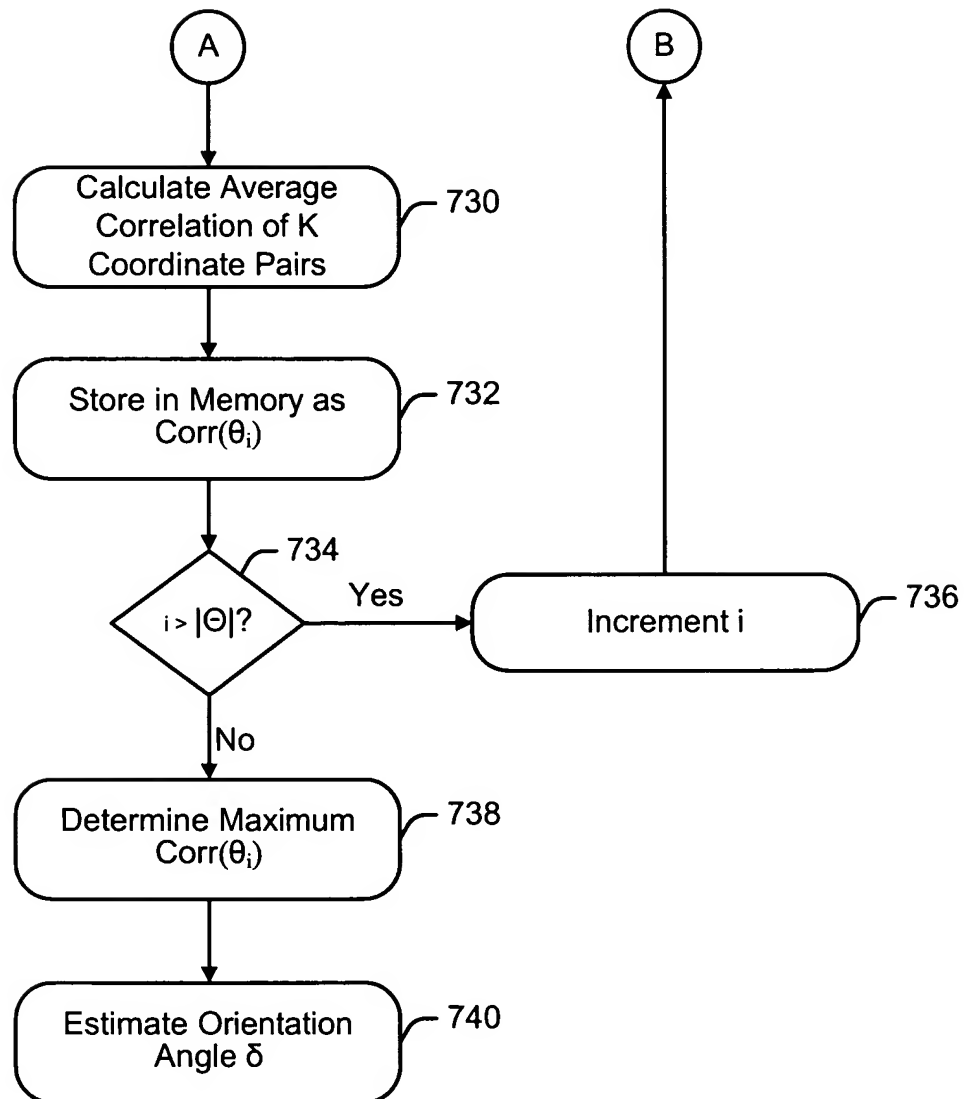 A
B
Calculate Average
Correlation of K
Coordinate Pairs
730
Store in Memory as
Corr(θi)
732
734
i > |Θ|?
Yes
Increment i
736
No
Determine Maximum
Corr(θi)
738
Estimate Orientation
Angle δ
740